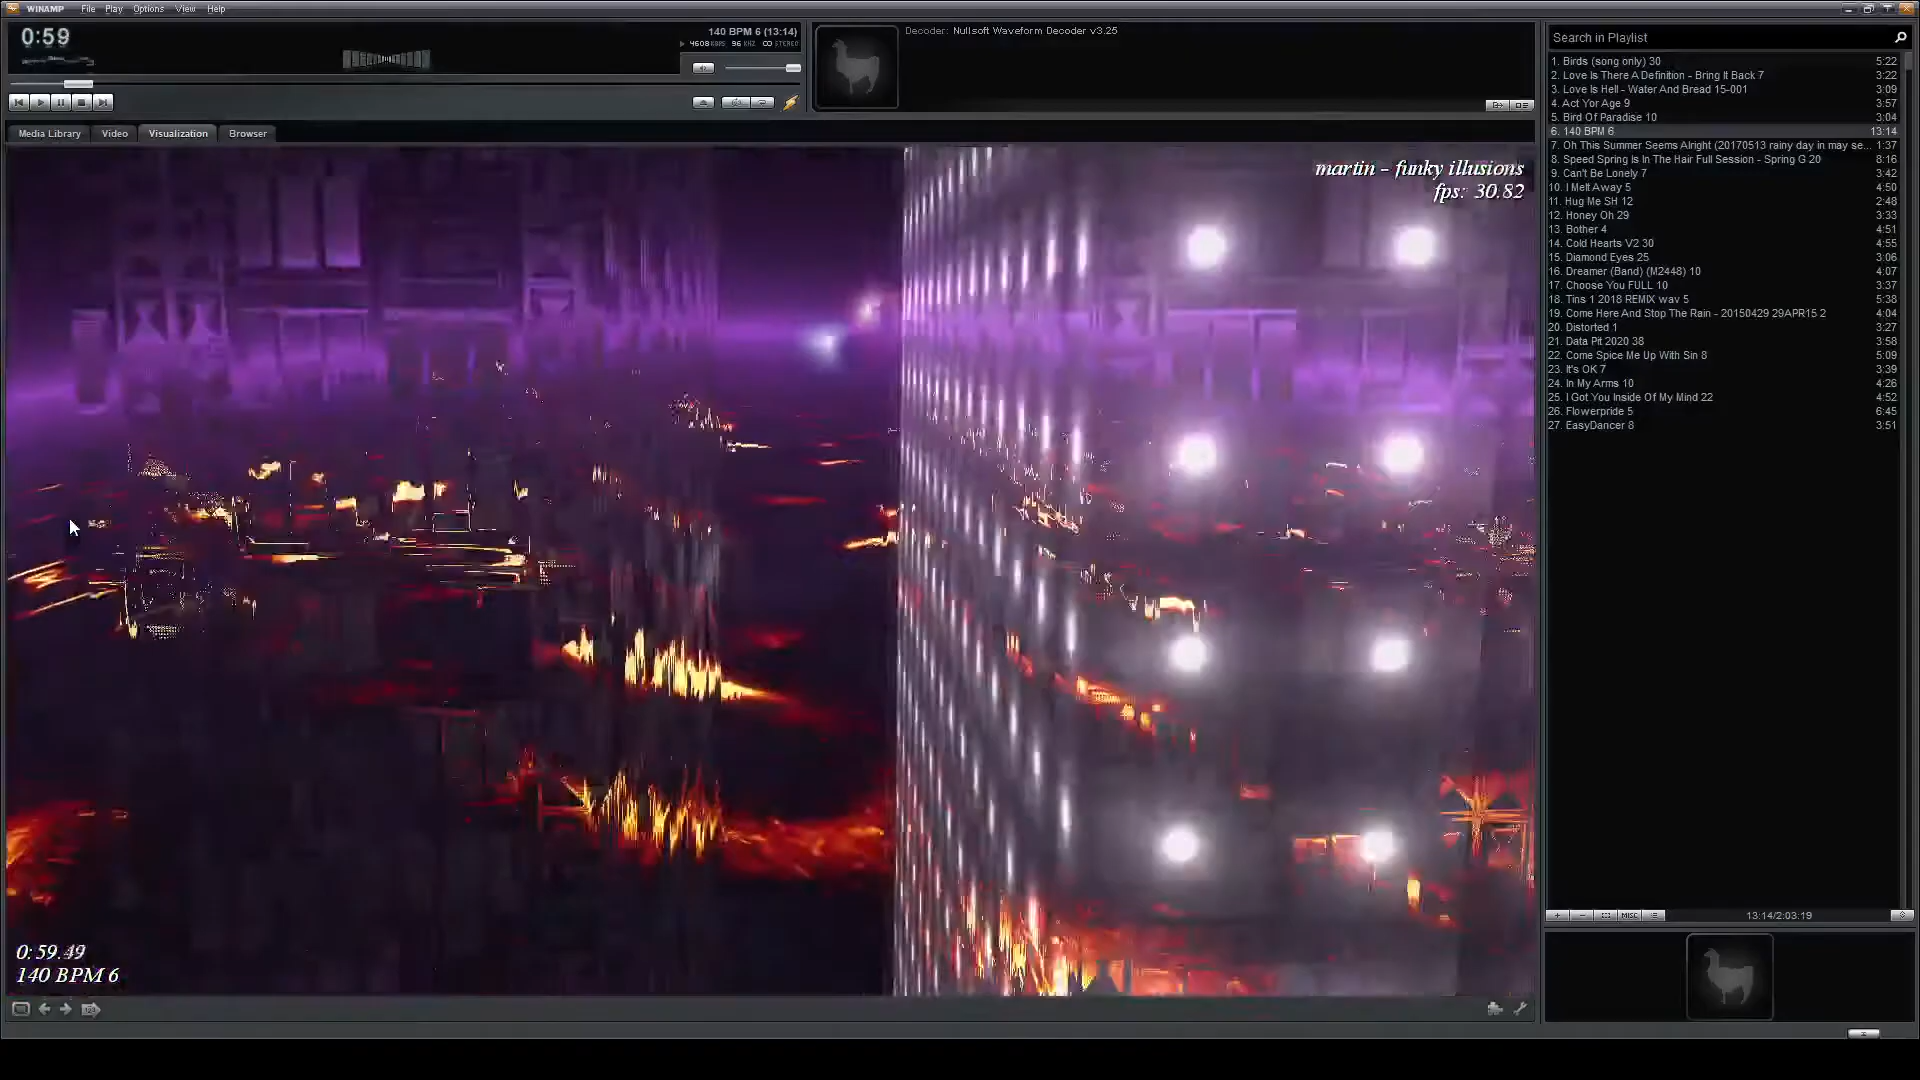 WINAMP File Play Options View Help
0:59
140 BPM 6 (13:14)
4608 KBPS 96 KHZ STEREO
Decoder: Nullsoft Waveform Decoder v3.25
Media Library Video Visualization Browser
martin - funky illusions
fps: 30.82
0:59.49
140 BPM 6
Search in Playlist
1. Birds (song only) 30 5:22
2. Love Is There A Definition - Bring It Back 7 3:22
3. Love Is Hell - Water And Bread 15-001 3:09
4. Act Yor Age 9 3:57
5. Bird Of Paradise 10 3:04
6. 140 BPM 6 13:14
7. Oh This Summer Seems Alright (20170513 rainy day in may se... 1:37
8. Speed Spring Is In The Hair Full Session - Spring G 20 8:16
9. Can't Be Lonely 7 3:42
10. I Melt Away 5 4:50
11. Hug Me SH 12 2:48
12. Honey Oh 29 3:33
13. Bother 4 4:51
14. Cold Hearts V2 30 4:55
15. Diamond Eyes 25 3:06
16. Dreamer (Band) (M2448) 10 4:07
17. Choose You FULL 10 3:37
18. Tins 1 2018 REMIX wav 5 5:38
19. Come Here And Stop The Rain - 20150429 29APR15 2 4:04
20. Distorted 1 3:27
21. Data Pit 2020 38 3:58
22. Come Spice Me Up With Sin 8 5:09
23. It's OK 7 3:39
24. In My Arms 10 4:26
25. I Got You Inside Of My Mind 22 4:52
26. Flowerpride 5 6:45
27. EasyDancer 8 3:51
MISC 13:14/2:03:19